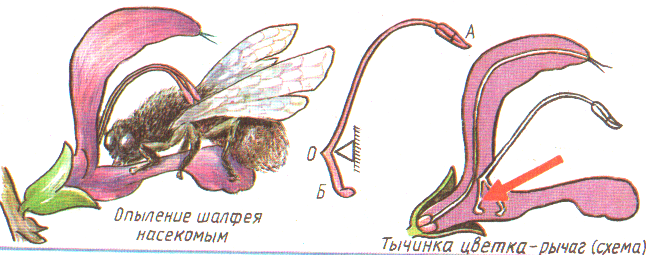 А
О
Б
Опыление шалфея
насекомым
Тычинка цветка-рычаг (схема)